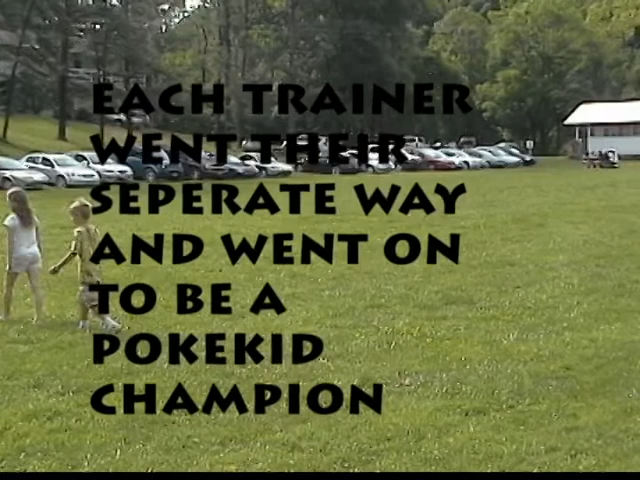 EACH TRAINER
WENT THEIR
SEPERATE WAY
AND WENT ON
TO BE A
POKEKID
CHAMPION